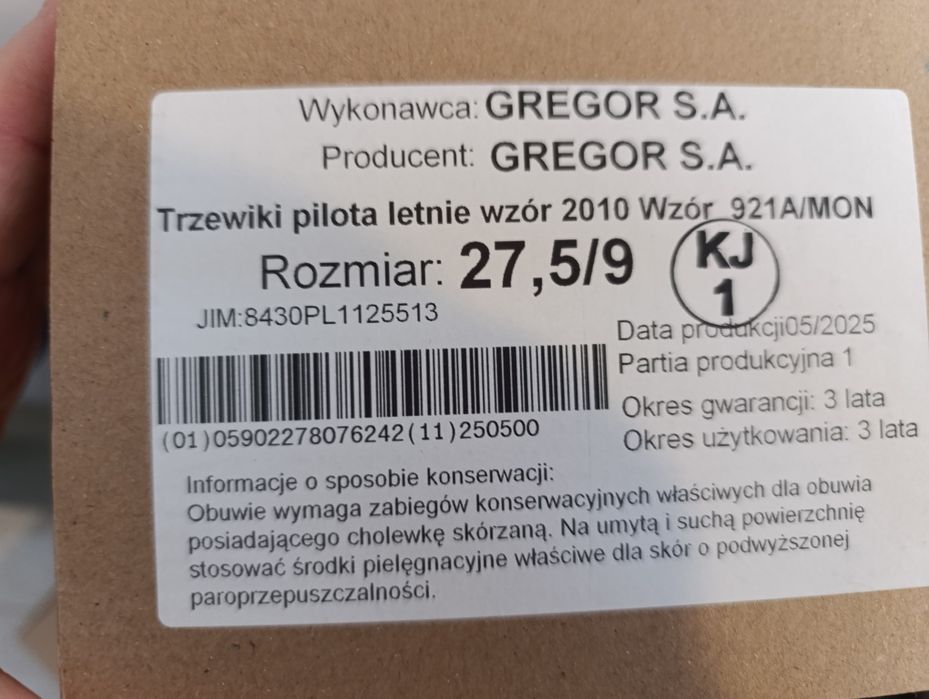 Wykonawca: GREGOR S.A.
Producent: GREGOR S.A.
Trzewiki pilota letnie wzór 2010 Wzór 921A/MON
Rozmiar: 27,5/9
KJ
1
JIM:8430PL1125513
Data produkcji05/2025
Partia produkcyjna 1
Okres gwarancji: 3 lata
Okres użytkowania: 3 lata
(01)05902278076242(11)250500
Informacje o sposobie konserwacji:
Obuwie wymaga zabiegów konserwacyjnych właściwych dla obuwia
posiadającego cholewkę skórzaną. Na umytą i suchą powierzchnię
stosować środki pielęgnacyjne właściwe dla skór o podwyższonej
paroprzepuszczalności.